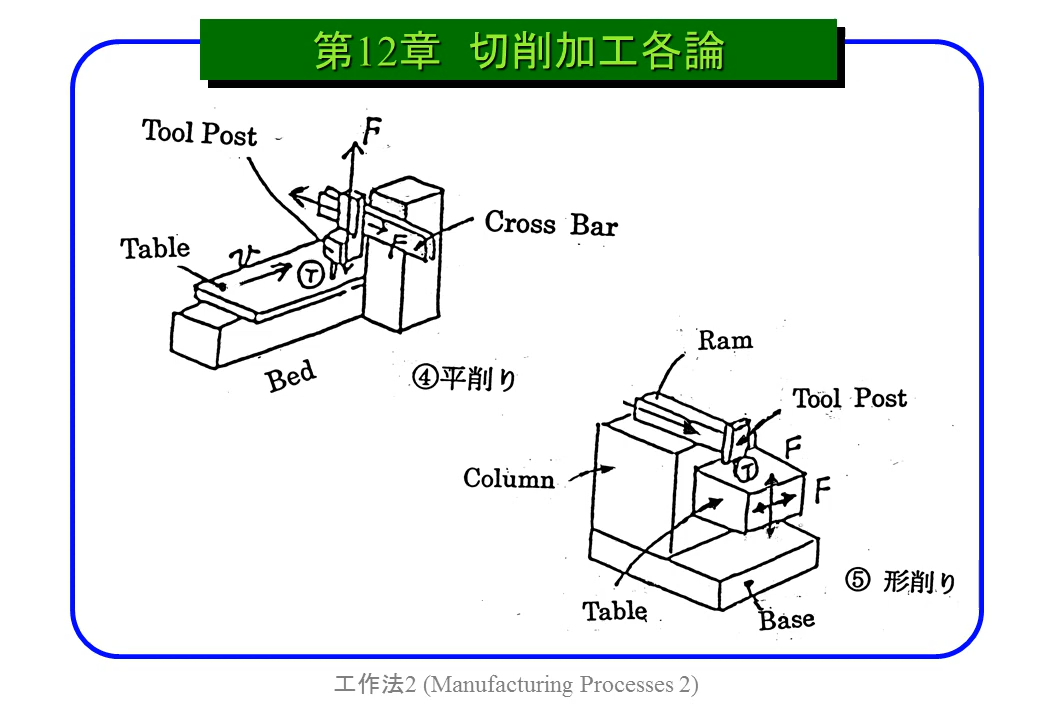 第12章 切削加工各論
Tool Post
F
Cross Bar
F
Table
v
T
Bed
④平削り
Ram
Tool Post
F
T
Column
F
Table
Base
⑤ 形削り
工作法2 (Manufacturing Processes 2)